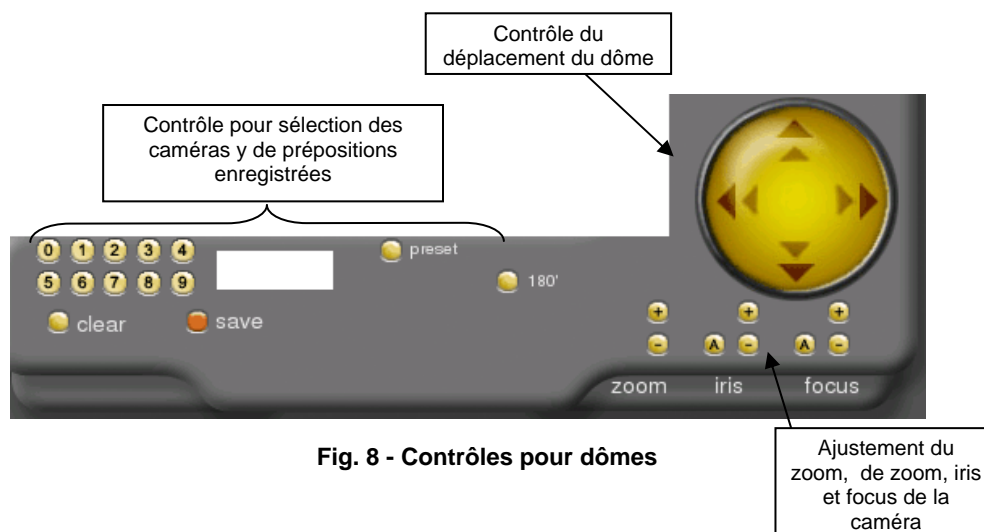 Contrôle du
déplacement du dôme
Contrôle pour sélection des
caméras y de prépositions
enregistrées
0 1 2 3 4
preset
5 6 7 8 9
180'
clear save
+ + +
- A - A -
zoom iris focus
Fig. 8 - Contrôles pour dômes
Ajustement du
zoom, de zoom, iris
et focus de la
caméra